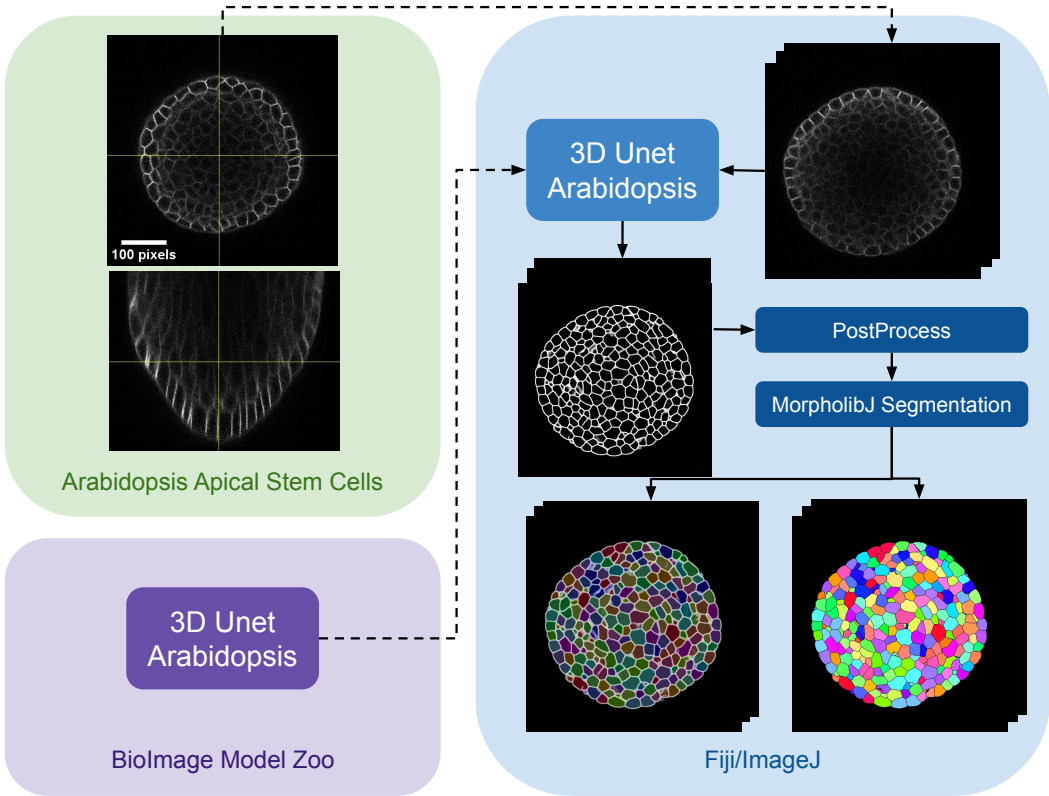 100 pixels
Arabidopsis Apical Stem Cells
3D Unet
Arabidopsis
BioImage Model Zoo
3D Unet
Arabidopsis
PostProcess
MorpholibJ Segmentation
Fiji/ImageJ